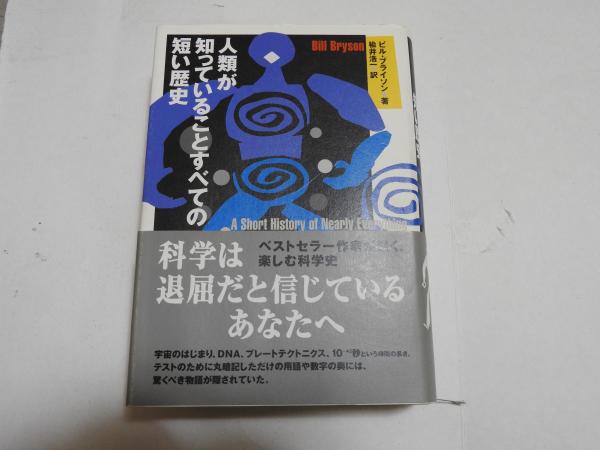 Bill Bryson
ビル・ブライソン 著
楡井浩一 訳
人類が
知っていることすべての
短い歴史
A Short History of Nearly Everything
科学は
ベストセラー作家が
楽しむ科学史
退屈だと信じている
あなたへ
宇宙のはじまり、DNA、プレートテクトニクス、10 秒という時間の長さ。
テストのために丸暗記しただけの用語や数字の奥には、
驚くべき物語が隠されていた。